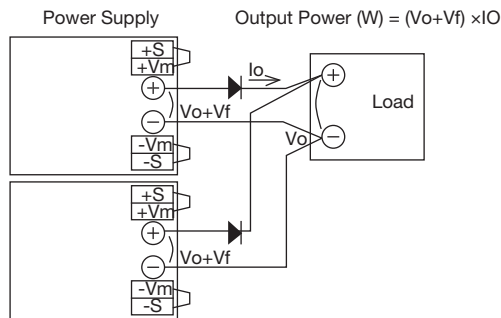 Power Supply
Output Power (W) = (Vo+Vf) ×IO
+S
+Vm
+
Io
+
Load
−
Vo+Vf
Vo
−
-Vm
-S
+S
+Vm
+
Vo+Vf
−
-Vm
-S